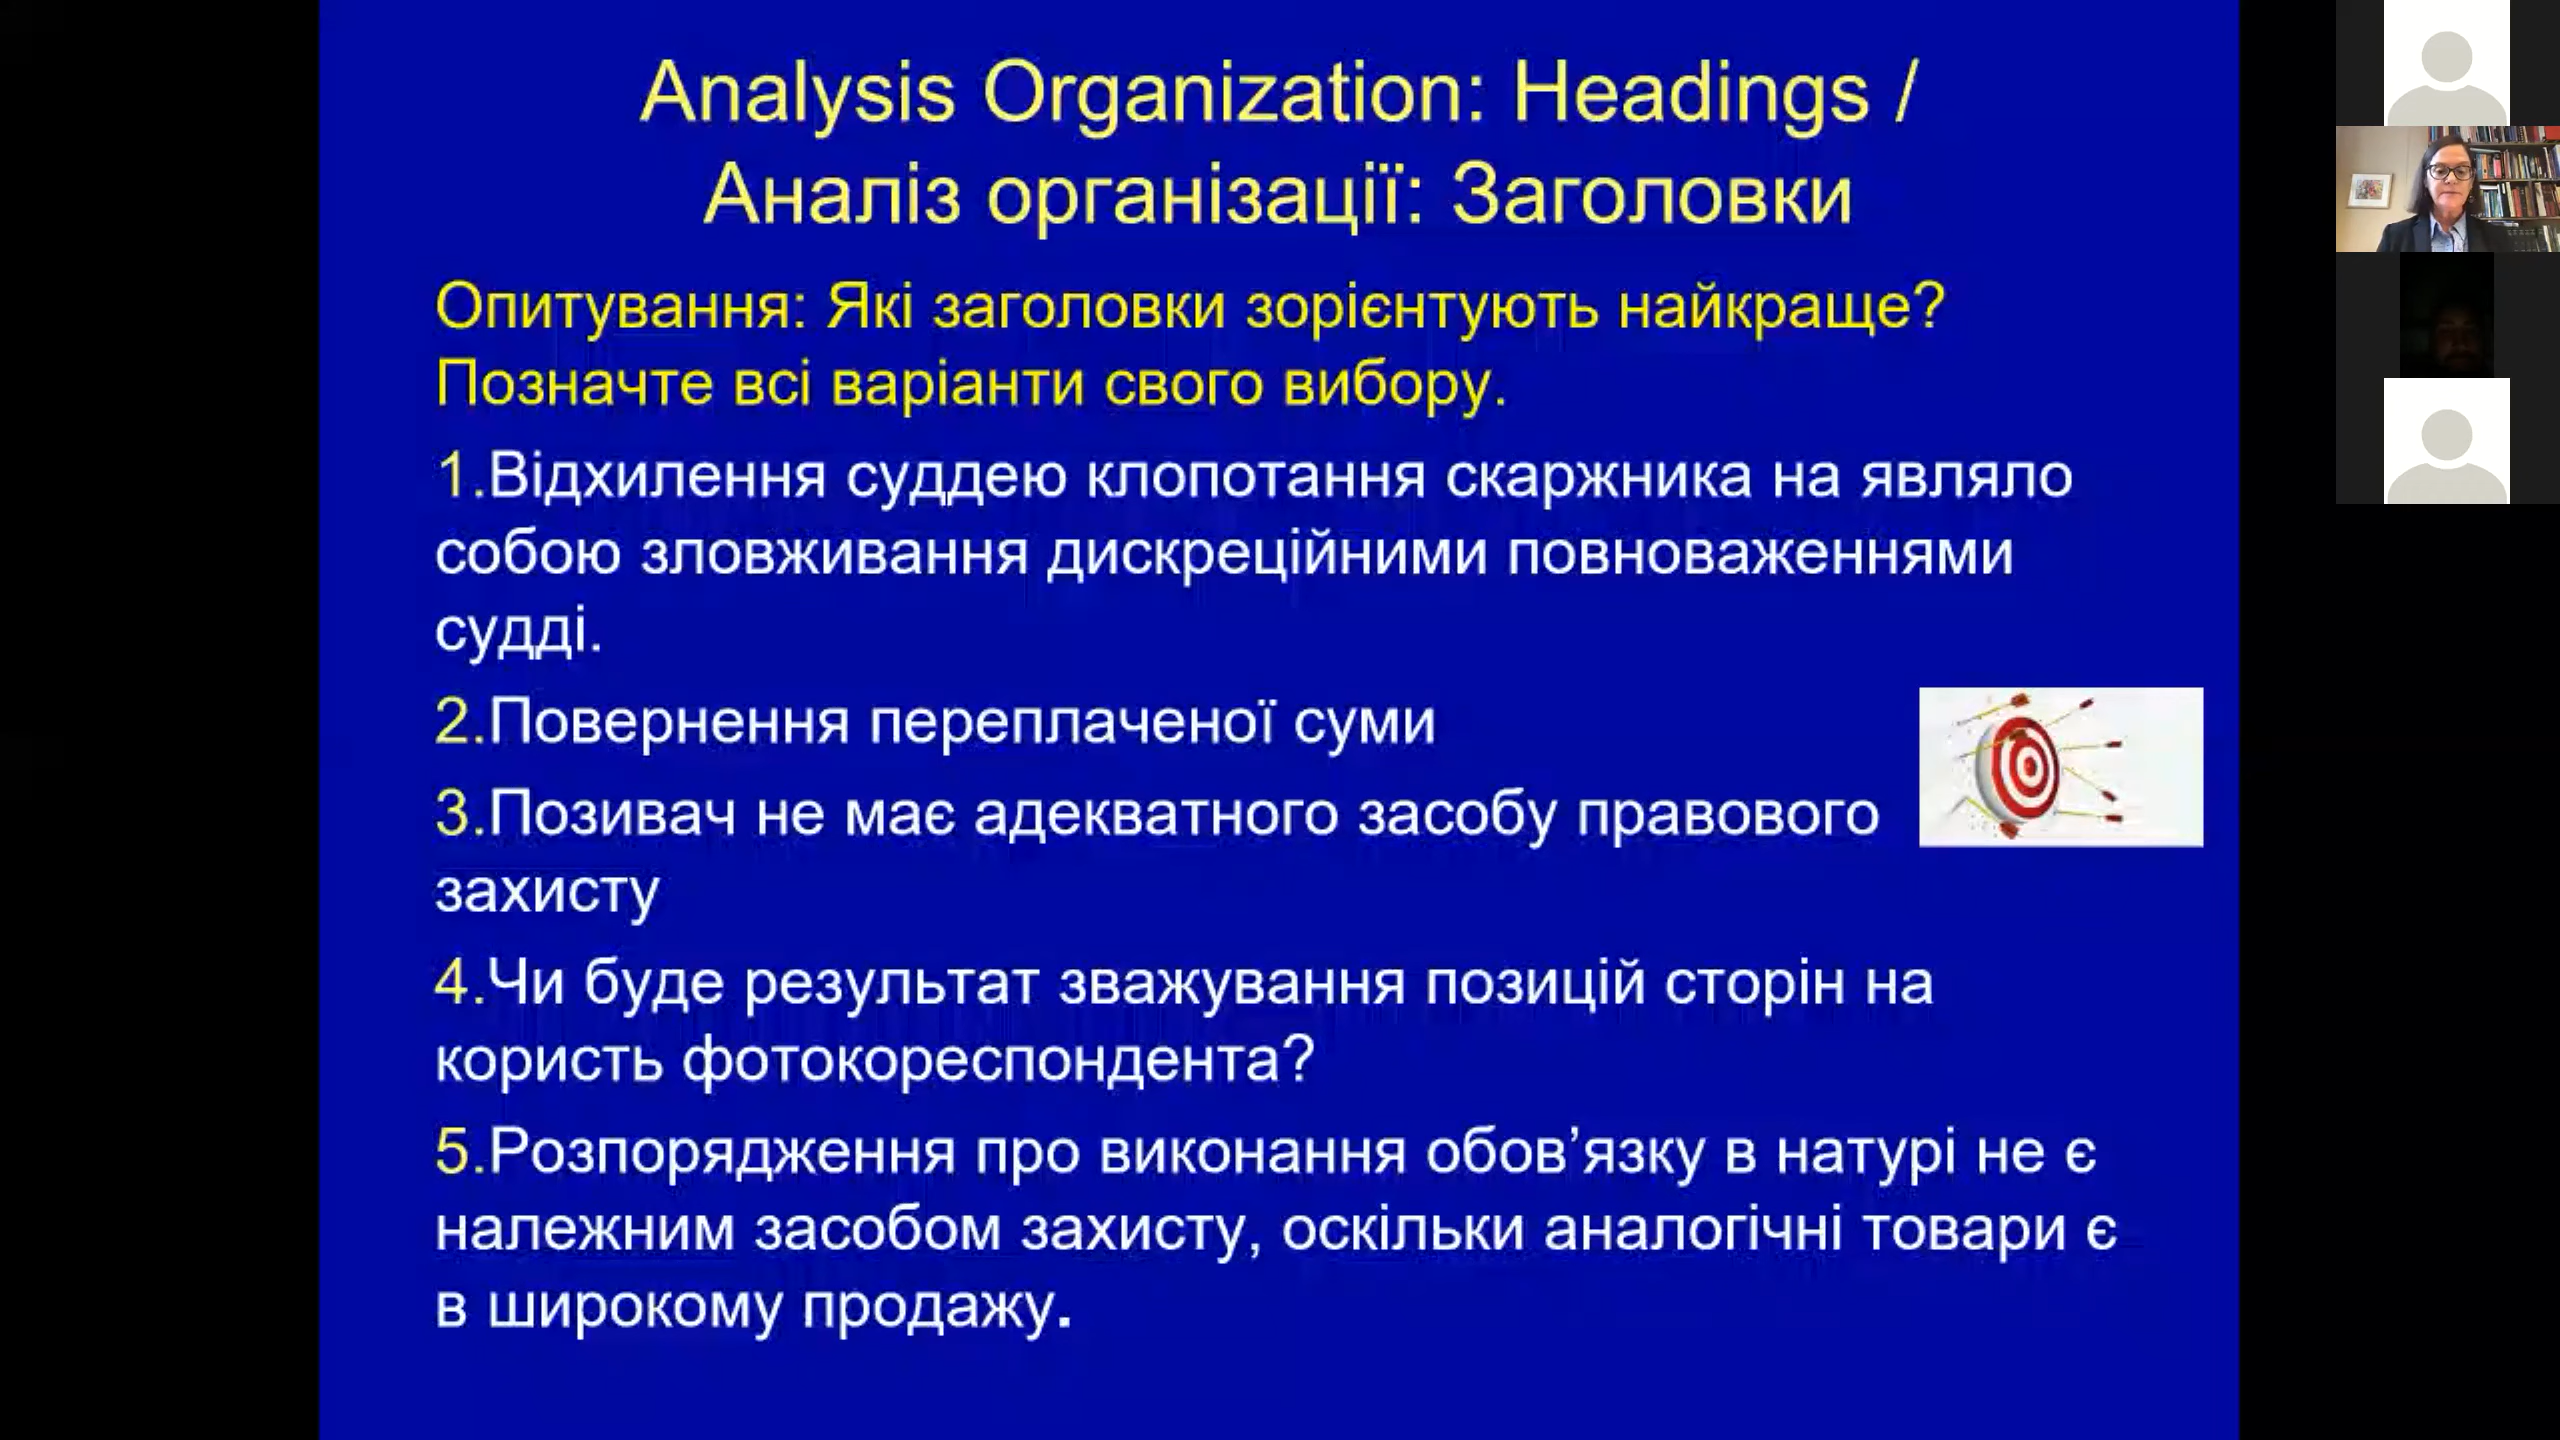 Analysis Organization: Headings /
Аналіз організації: Заголовки
Опитування: Які заголовки зорієнтують найкраще?
Позначте всі варіанти свого вибору.
1.Відхилення суддею клопотання скаржника на являло
собою зловживання дискреційними повноваженнями
судді.
2.Повернення переплаченої суми
3.Позивач не має адекватного засобу правового
захисту
4.Чи буде результат зважування позицій сторін на
користь фотокореспондента?
5.Розпорядження про виконання обов’язку в натурі не є
належним засобом захисту, оскільки аналогічні товари є
в широкому продажу.